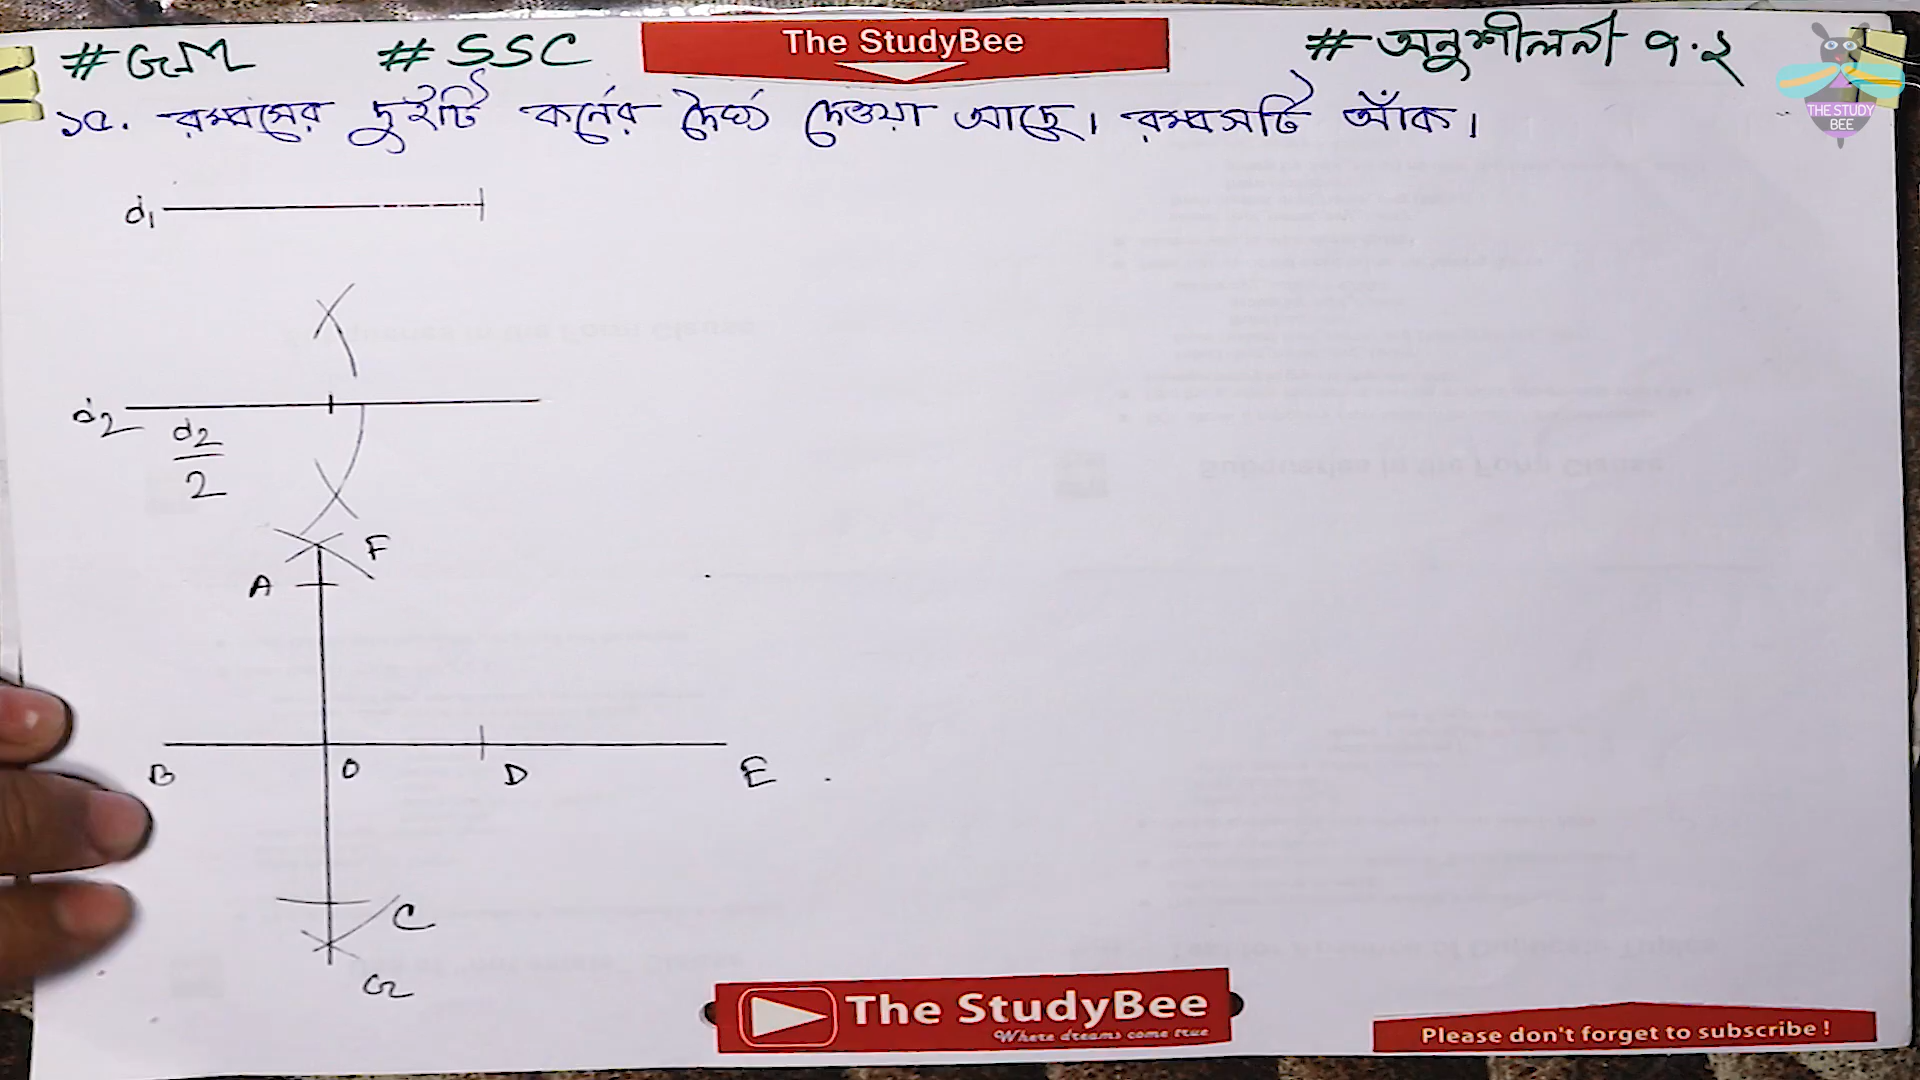 #GM #SSC The StudyBee #অনুশীলনী ৭.২
THE STUDY
BEE
১৫. রম্বসের দুইটি কর্নের দৈর্ঘ্য দেওয়া আছে। রম্বসটি আঁক।
d₁
d₂
d₂
2
F
A
B O D E
C
G
The StudyBee
Where dreams come true
Please don't forget to subscribe !